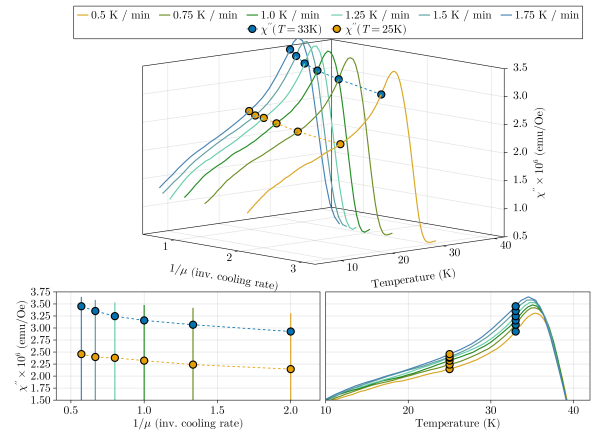 0.5 K / min 0.75 K / min 1.0 K / min 1.25 K / min 1.5 K / min 1.75 K / min
χ″(T = 33K) χ″(T = 25K)
3.5
3.0
2.5
2.0
1.5
1.0
0.5
χ″ × 10⁶ (emu/Oe)
1 2 3
1/μ (inv. cooling rate)
10 20 30 40
Temperature (K)
3.75
3.50
3.25
3.00
2.75
2.50
2.25
2.00
1.75
1.50
χ″ × 10⁶ (emu/Oe)
0.5 1.0 1.5 2.0
1/μ (inv. cooling rate)
10 20 30 40
Temperature (K)